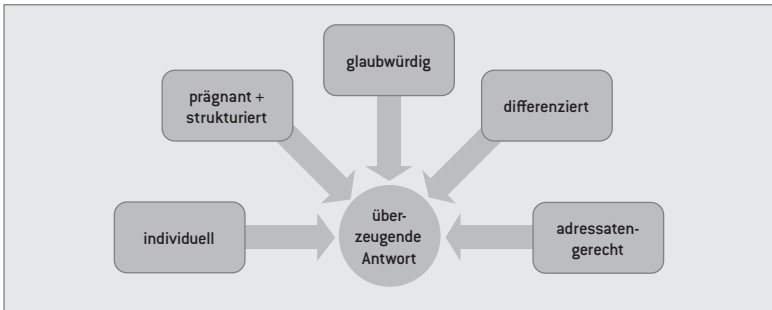 glaubwürdig
prägnant +
strukturiert
differenziert
individuell
über-
zeugende
Antwort
adressaten-
gerecht